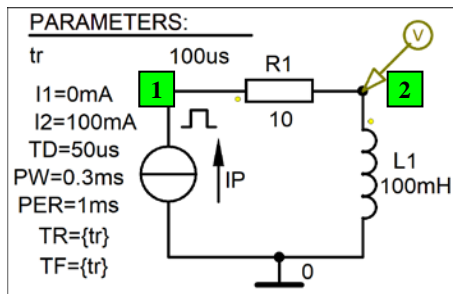 PARAMETERS:
tr 100us
I1=0mA
I2=100mA
TD=50us
PW=0.3ms
PER=1ms
TR={tr}
TF={tr}
1
R1
10
V
2
L1
100mH
IP
0